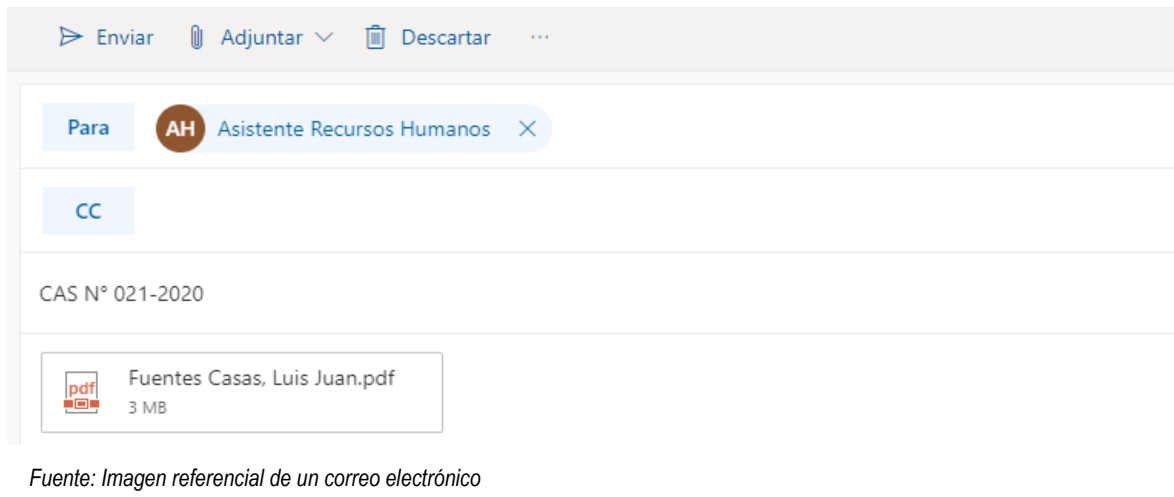 Enviar Adjuntar Descartar ...
Para AH Asistente Recursos Humanos
CC
CAS N° 021-2020
pdf Fuentes Casas, Luis Juan.pdf
3 MB
Fuente: Imagen referencial de un correo electrónico